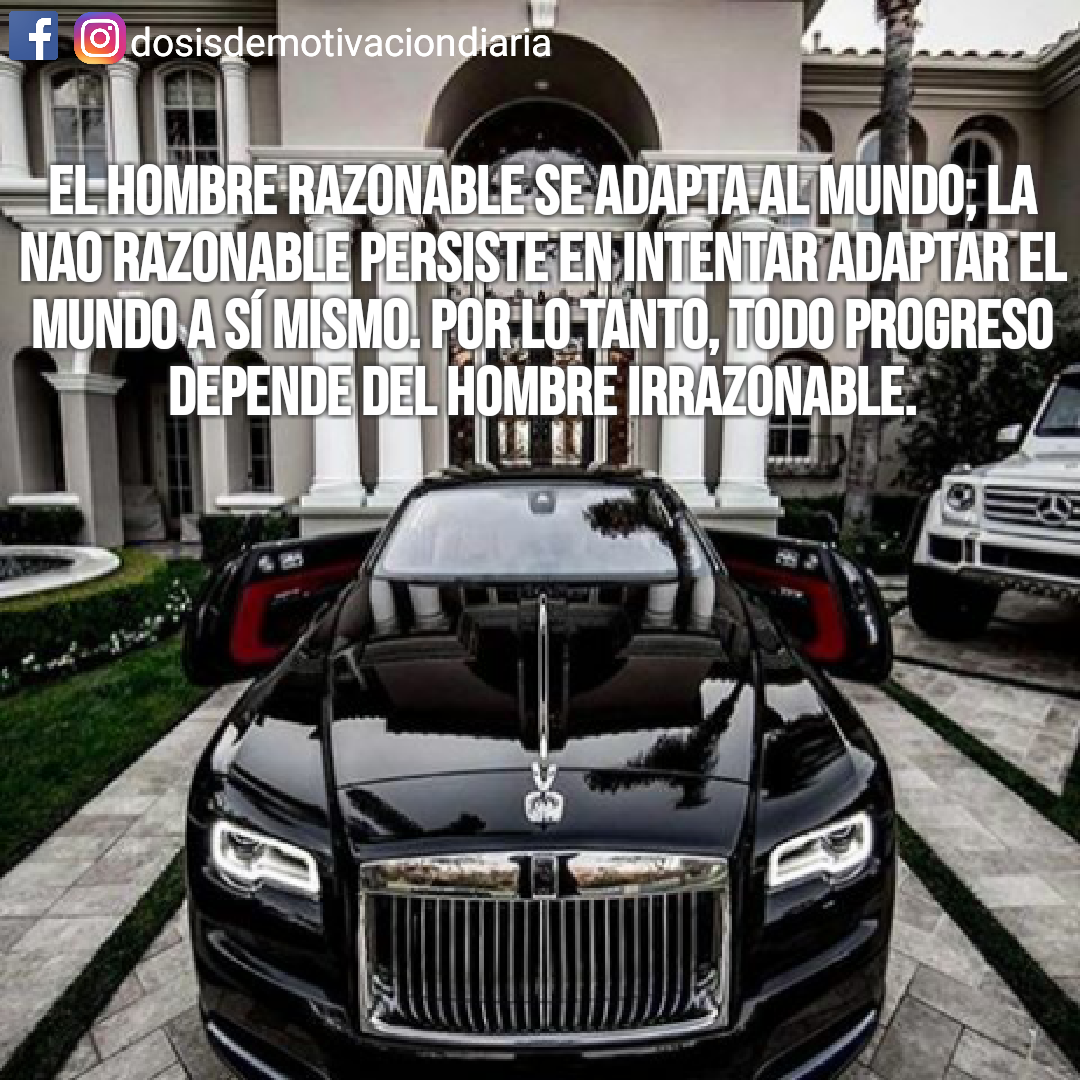 dosisdemotivaciondiaria
EL HOMBRE RAZONABLE SE ADAPTA AL MUNDO; LA
NAO RAZONABLE PERSISTE EN INTENTAR ADAPTAR EL
MUNDO A SÍ MISMO. POR LO TANTO, TODO PROGRESO
DEPENDE DEL HOMBRE IRRAZONABLE.